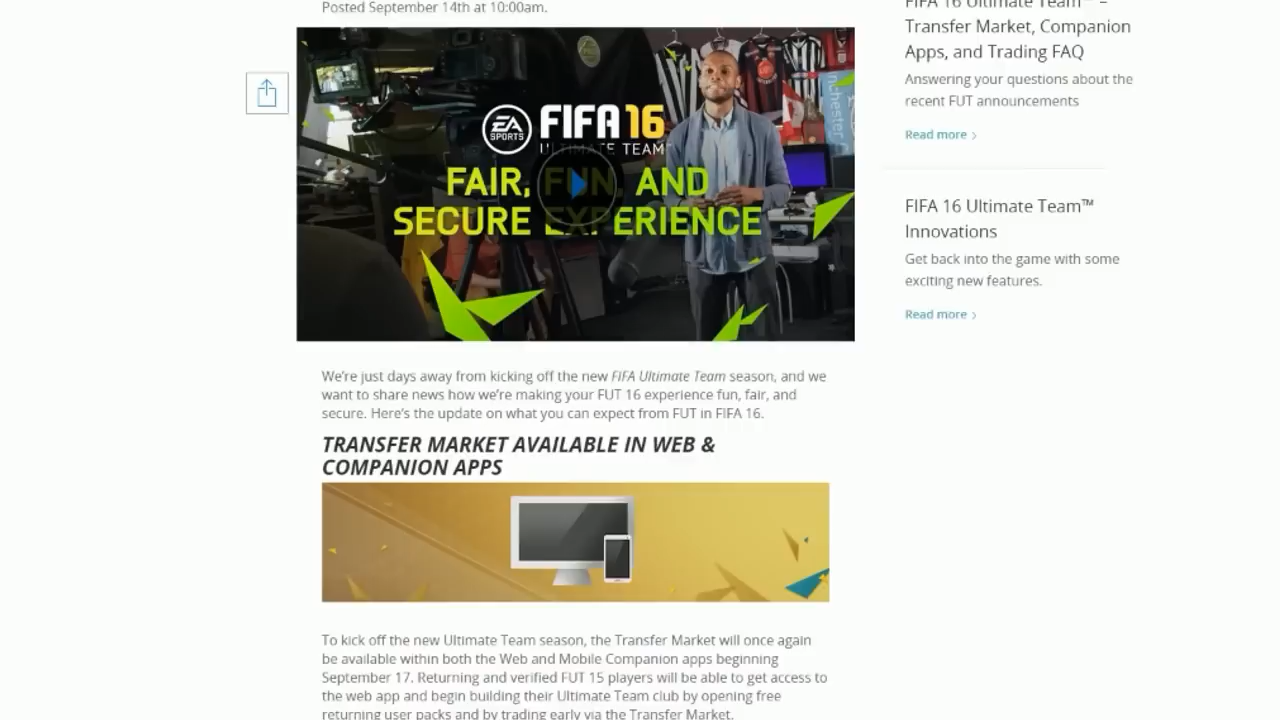 Posted September 14th at 10:00am.
EA
SPORTS
FIFA 16
ULTIMATE TEAM
FAIR, FUN, AND
SECURE EXPERIENCE
We're just days away from kicking off the new FIFA Ultimate Team season, and we
want to share news how we're making your FUT 16 experience fun, fair, and
secure. Here's the update on what you can expect from FUT in FIFA 16.
TRANSFER MARKET AVAILABLE IN WEB &
COMPANION APPS
To kick off the new Ultimate Team season, the Transfer Market will once again
be available within both the Web and Mobile Companion apps beginning
September 17. Returning and verified FUT 15 players will be able to get access to
the web app and begin building their Ultimate Team club by opening free
returning user packs and by trading early via the Transfer Market.
FIFA 16 Ultimate Team™ –
Transfer Market, Companion
Apps, and Trading FAQ
Answering your questions about the
recent FUT announcements
Read more >
FIFA 16 Ultimate Team™
Innovations
Get back into the game with some
exciting new features.
Read more >